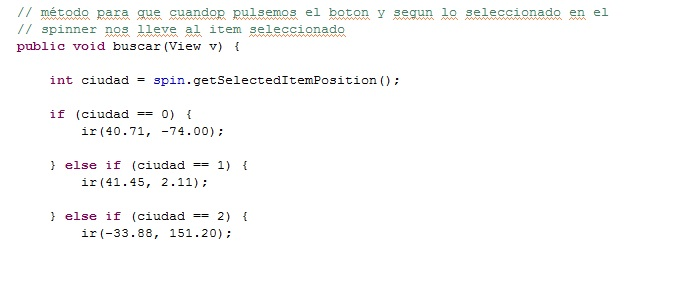 // método para que cuandop pulsemos el boton y segun lo seleccionado en el
// spinner nos lleve al item seleccionado
public void buscar(View v) {
int ciudad = spin.getSelectedItemPosition();
if (ciudad == 0) {
ir(40.71, -74.00);
} else if (ciudad == 1) {
ir(41.45, 2.11);
} else if (ciudad == 2) {
ir(-33.88, 151.20);